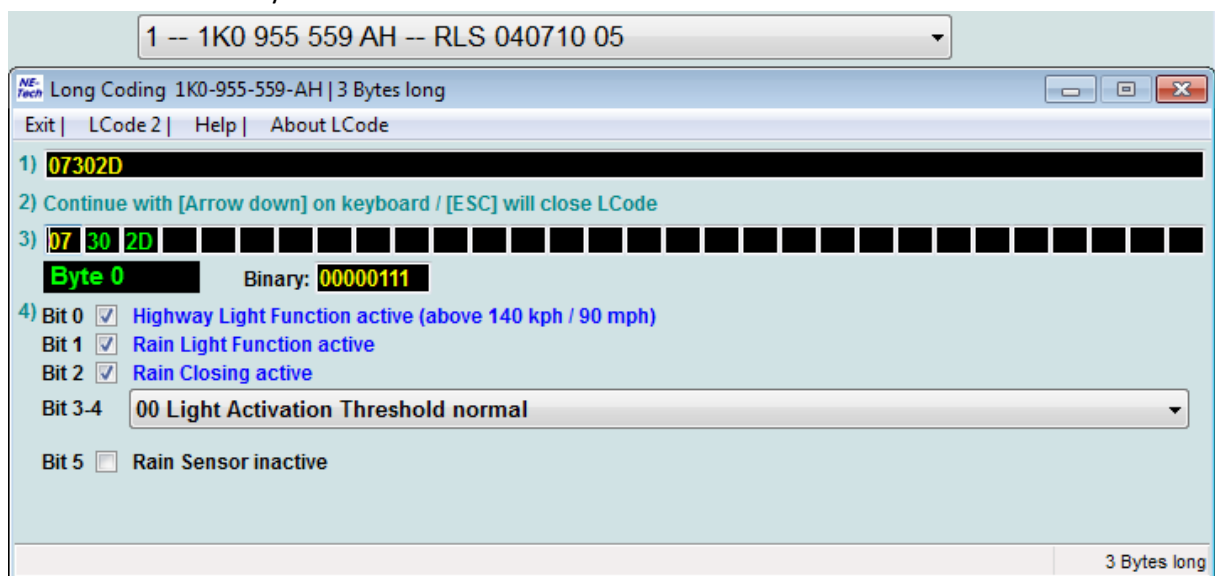 1 -- 1K0 955 559 AH -- RLS 040710 05
NE-Tech Long Coding 1K0-955-559-AH | 3 Bytes long
Exit | LCode 2 | Help | About LCode
1) 07302D
2) Continue with [Arrow down] on keyboard / [ESC] will close LCode
3) 07 30 2D
Byte 0 Binary: 00000111
4) Bit 0 Highway Light Function active (above 140 kph / 90 mph)
Bit 1 Rain Light Function active
Bit 2 Rain Closing active
Bit 3-4 00 Light Activation Threshold normal
Bit 5 Rain Sensor inactive
3 Bytes long